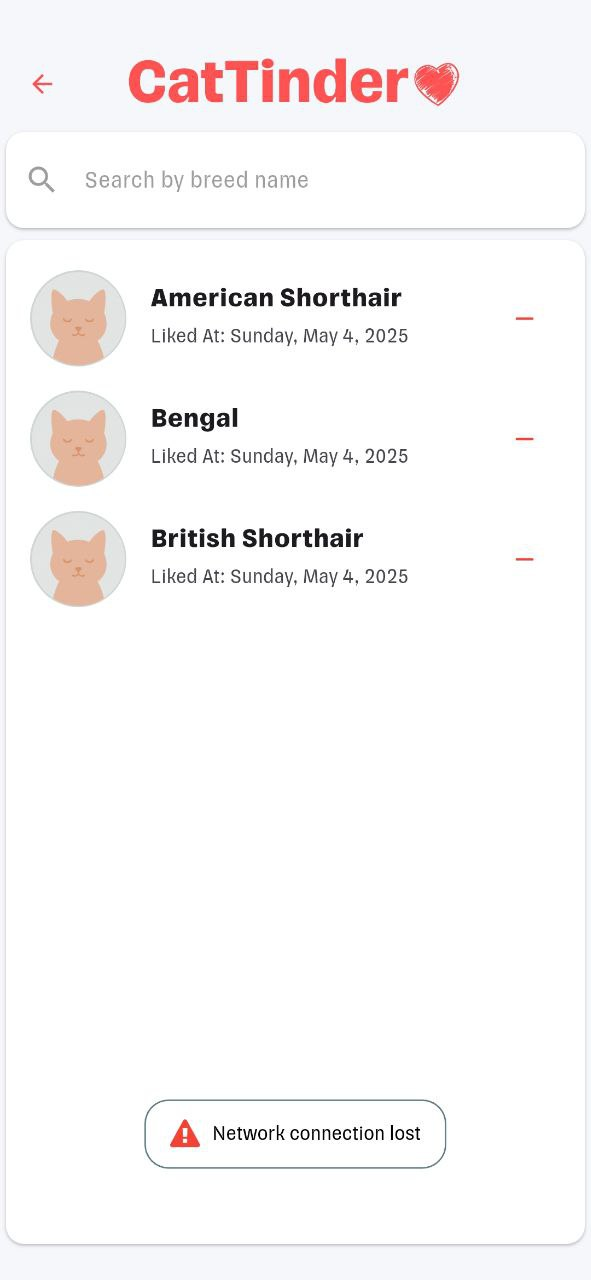 CatTinder
Search by breed name
American Shorthair
Liked At: Sunday, May 4, 2025
Bengal
Liked At: Sunday, May 4, 2025
British Shorthair
Liked At: Sunday, May 4, 2025
Network connection lost